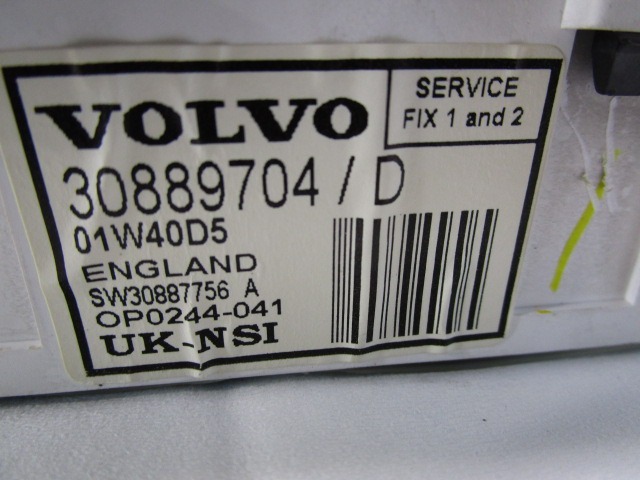 VOLVO
SERVICE
FIX 1 and 2
30889704 / D
01W40D5
ENGLAND
SW30887756 A
OP0244-041
UK-NSI